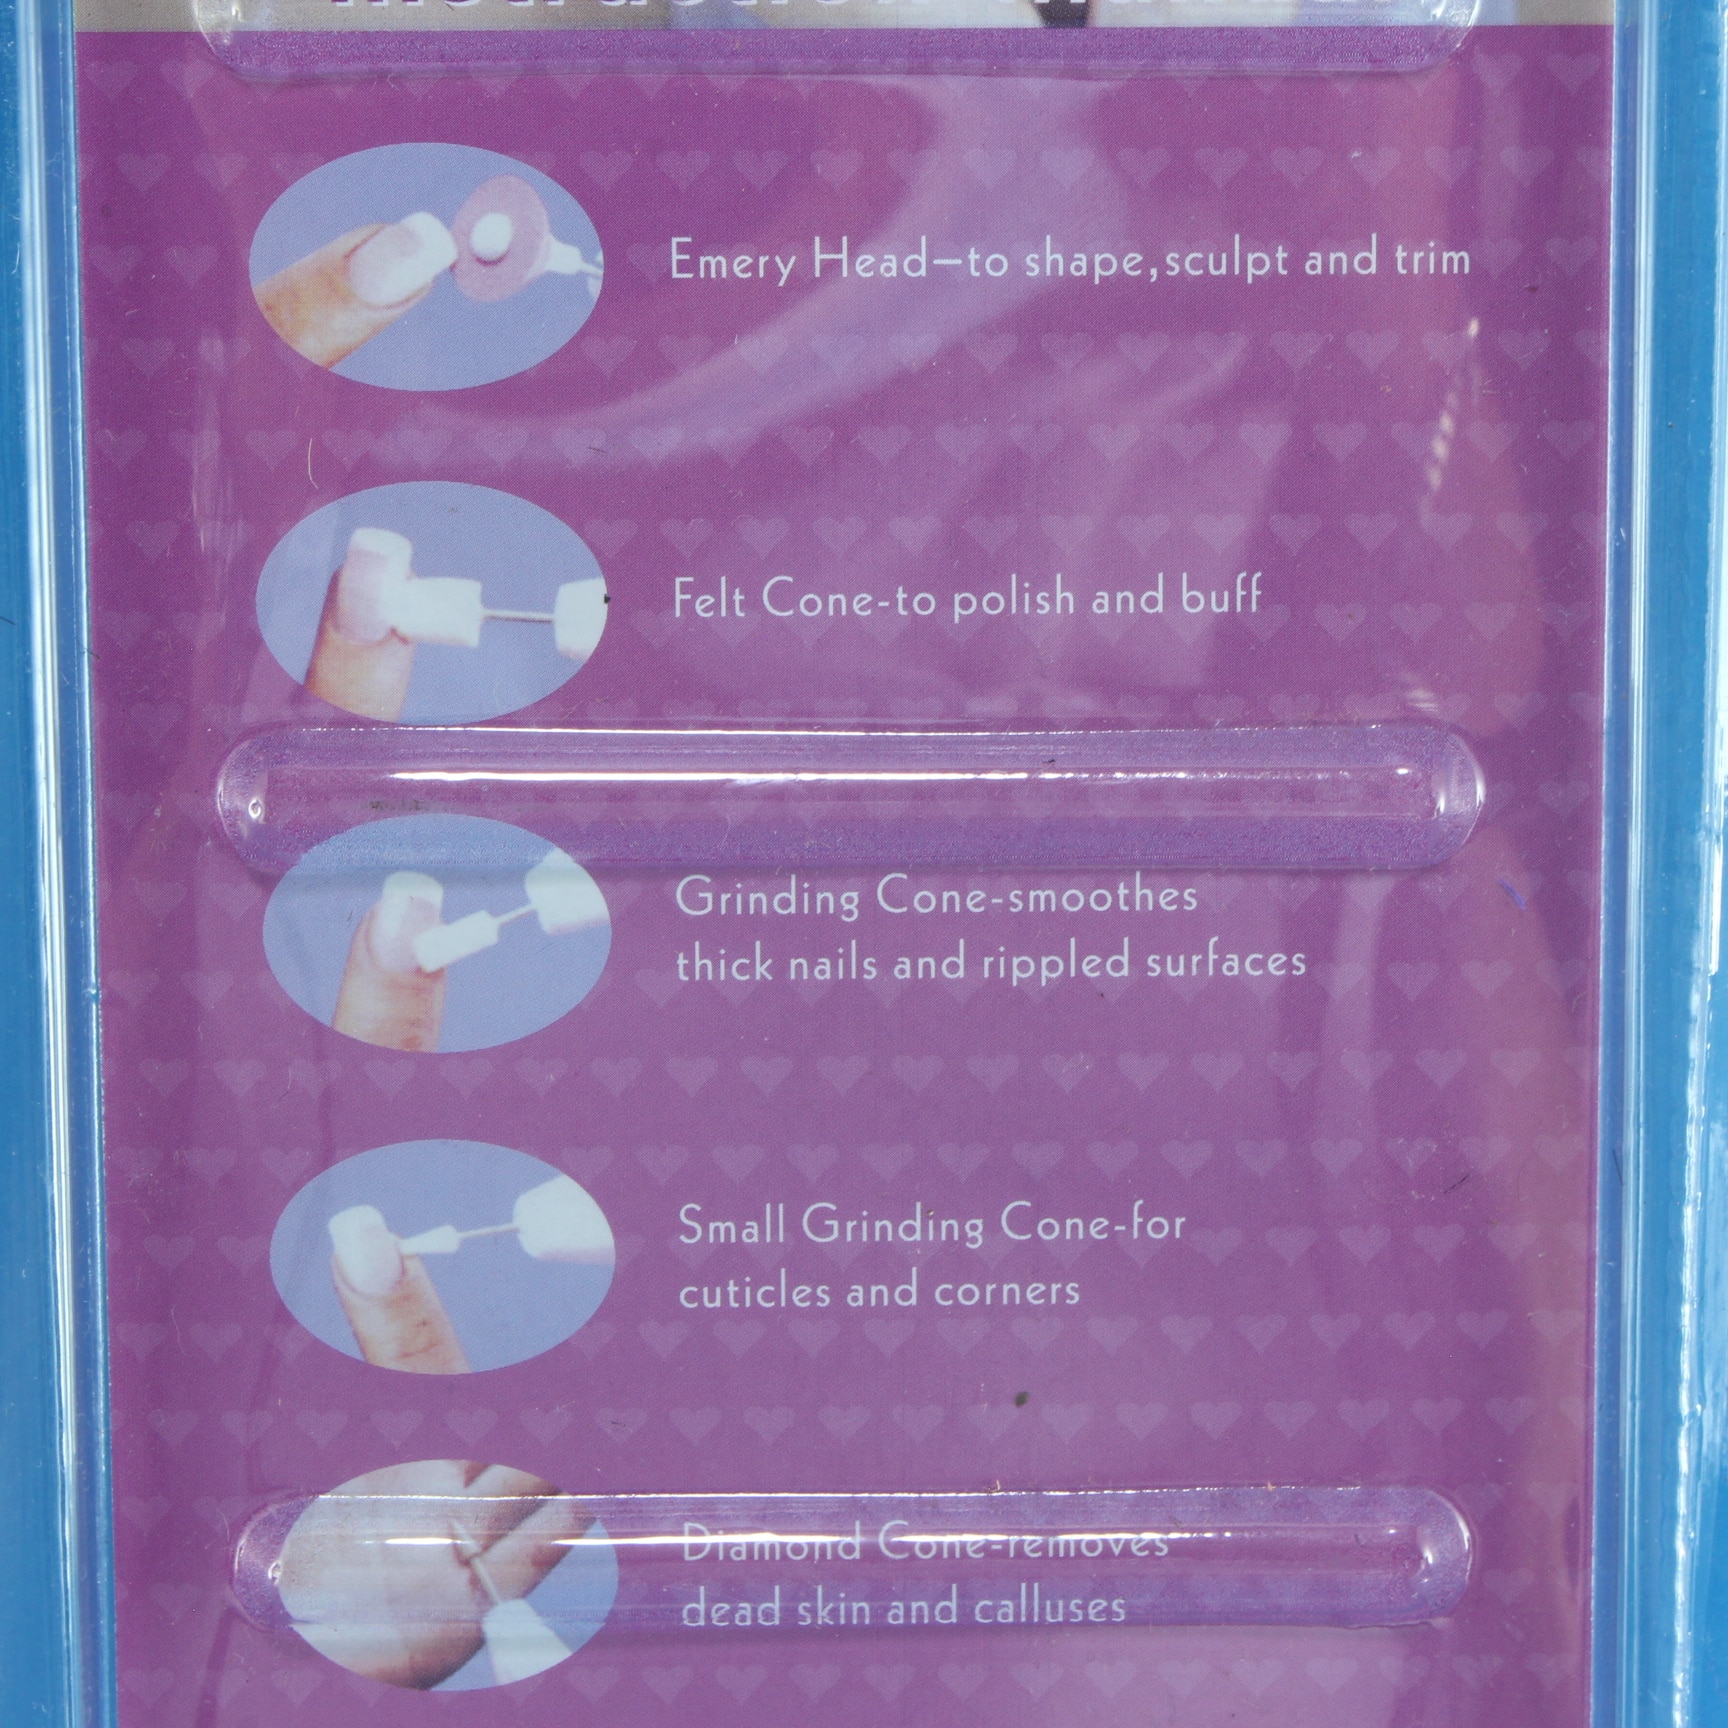 Emery Head—to shape,sculpt and trim
Felt Cone-to polish and buff
Grinding Cone-smoothes
thick nails and rippled surfaces
Small Grinding Cone-for
cuticles and corners
Diamond Cone-removes
dead skin and calluses